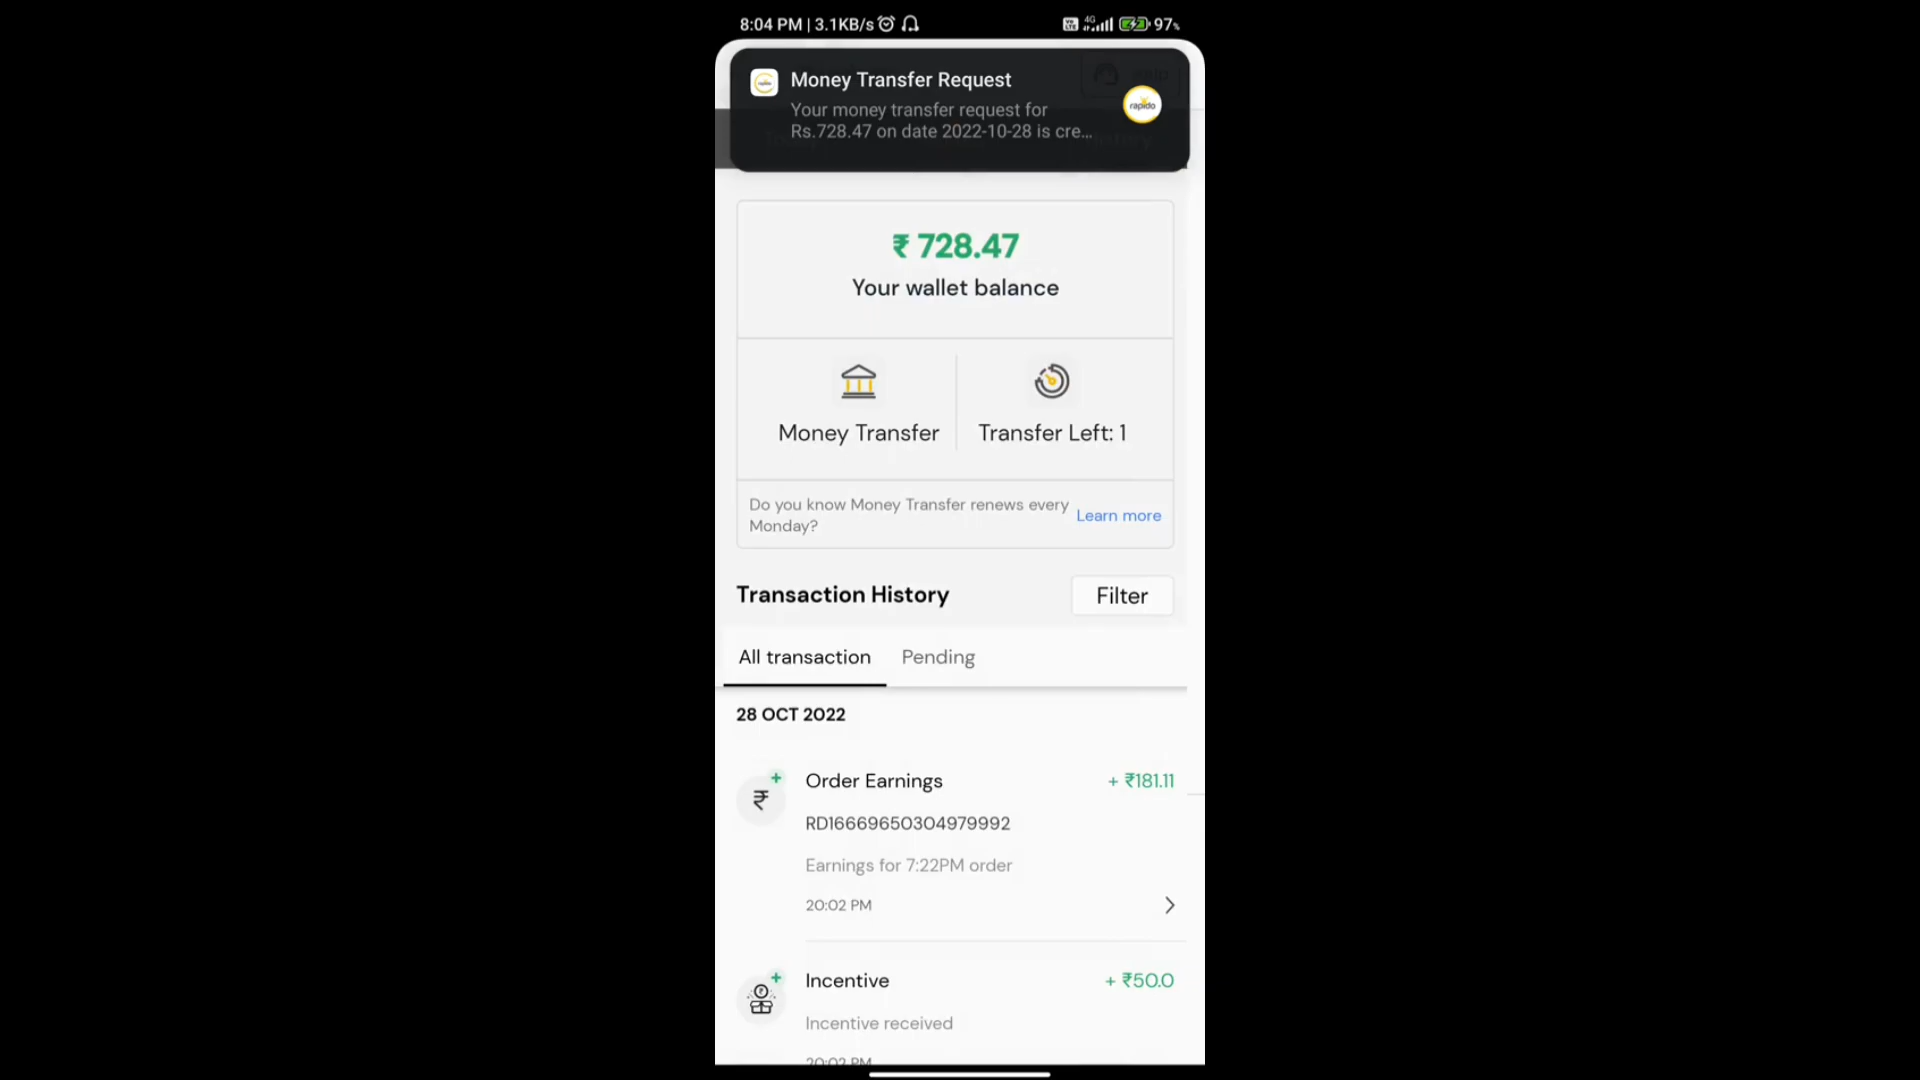 8:04 PM | 3.1KB/s
4G
97%
Money Transfer Request
Your money transfer request for
Rs.728.47 on date 2022-10-28 is cre...
rapido
₹ 728.47
Your wallet balance
Money Transfer
Transfer Left: 1
Do you know Money Transfer renews every
Monday?
Learn more
Transaction History
Filter
All transaction
Pending
28 OCT 2022
Order Earnings
+ ₹181.11
RD16669650304979992
Earnings for 7:22PM order
20:02 PM
Incentive
+ ₹50.0
Incentive received
20:02 PM